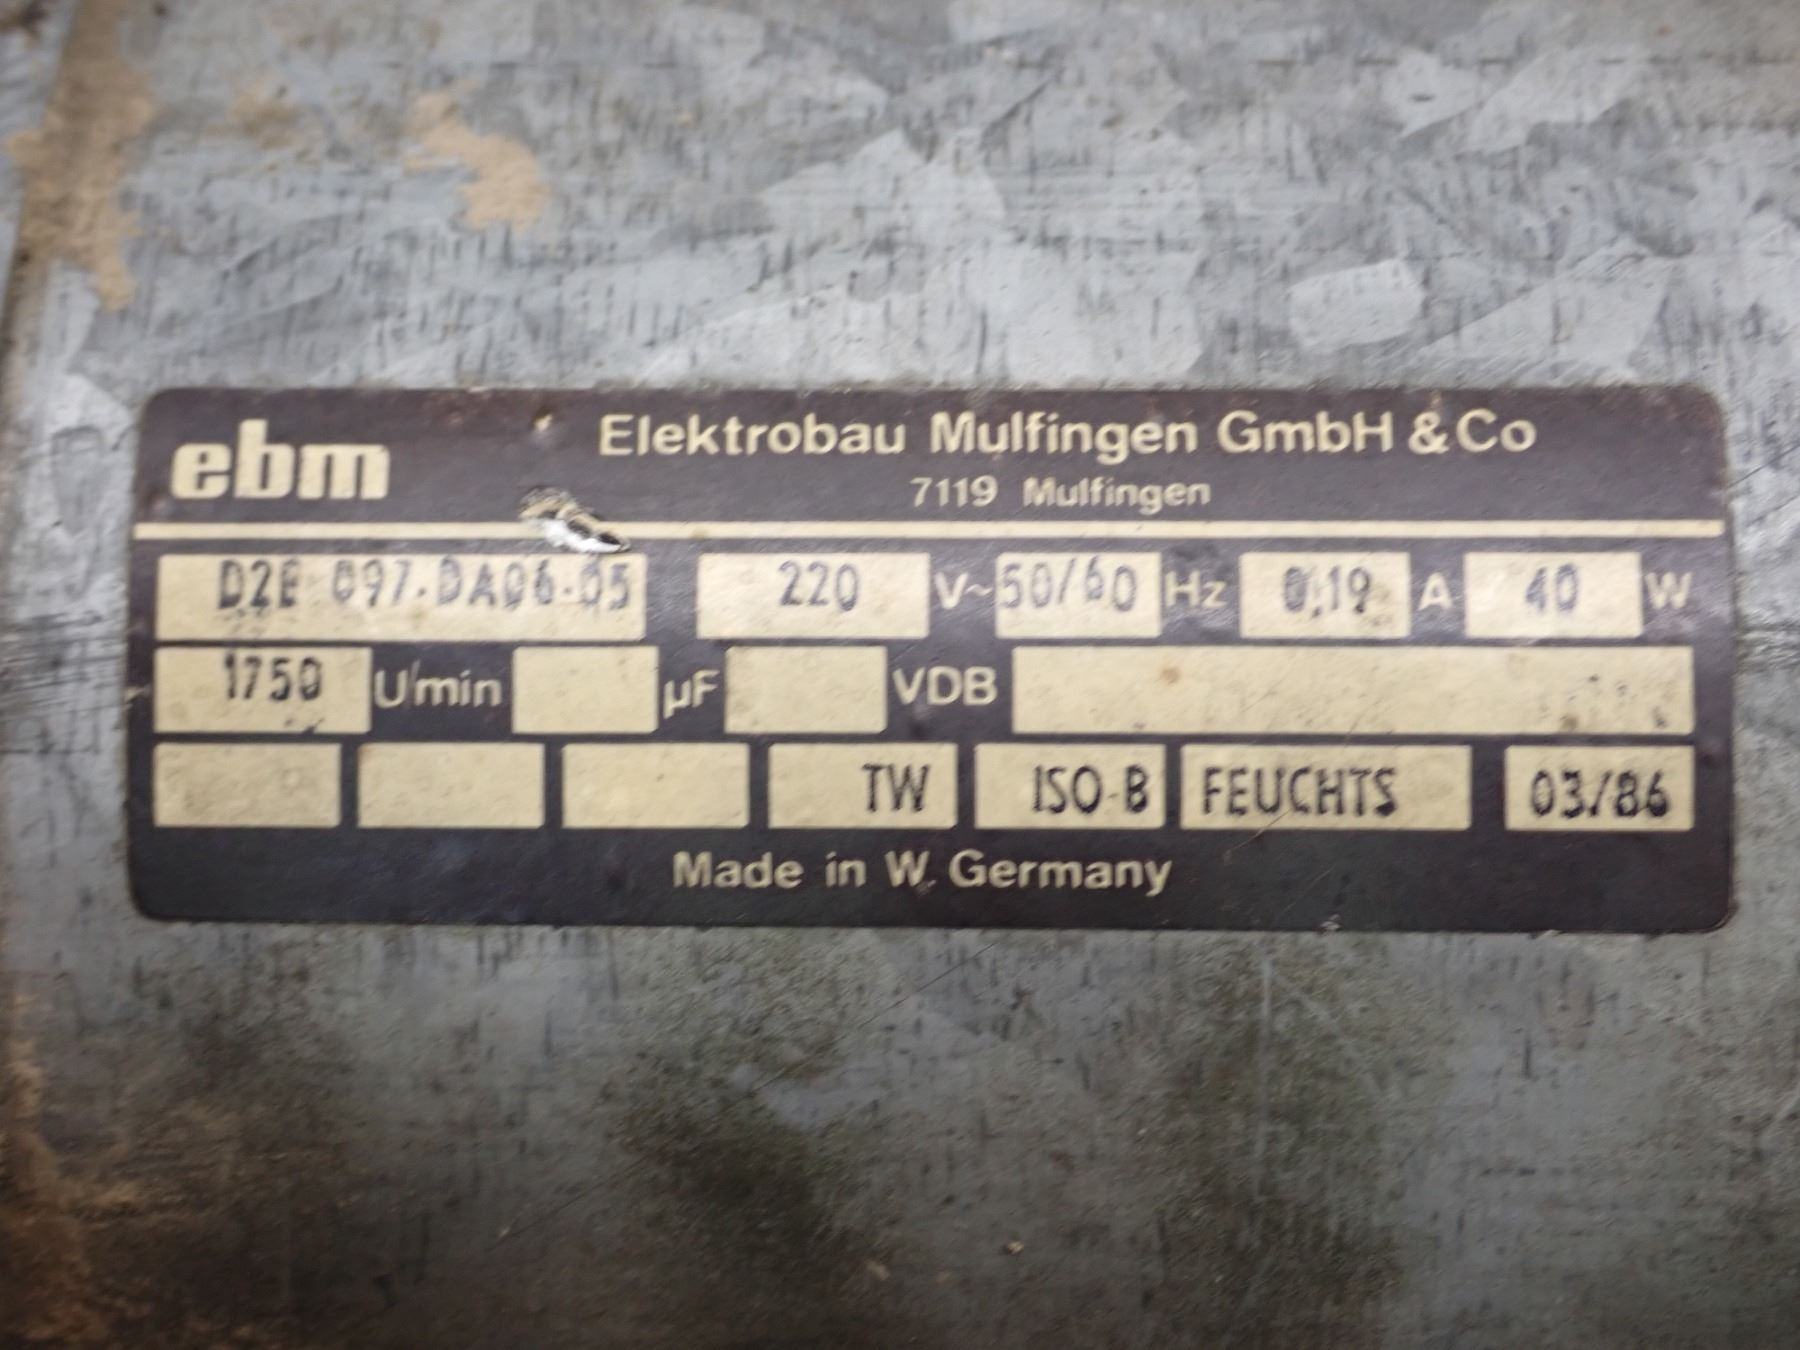 ebm Elektrobau Mulfingen GmbH & Co
7119 Mulfingen
D2E 097-DA06-05 220 V~ 50/60 Hz 0,19 A 40 W
1750 U/min µF VDB
TW ISO-B FEUCHTS 03/86
Made in W. Germany